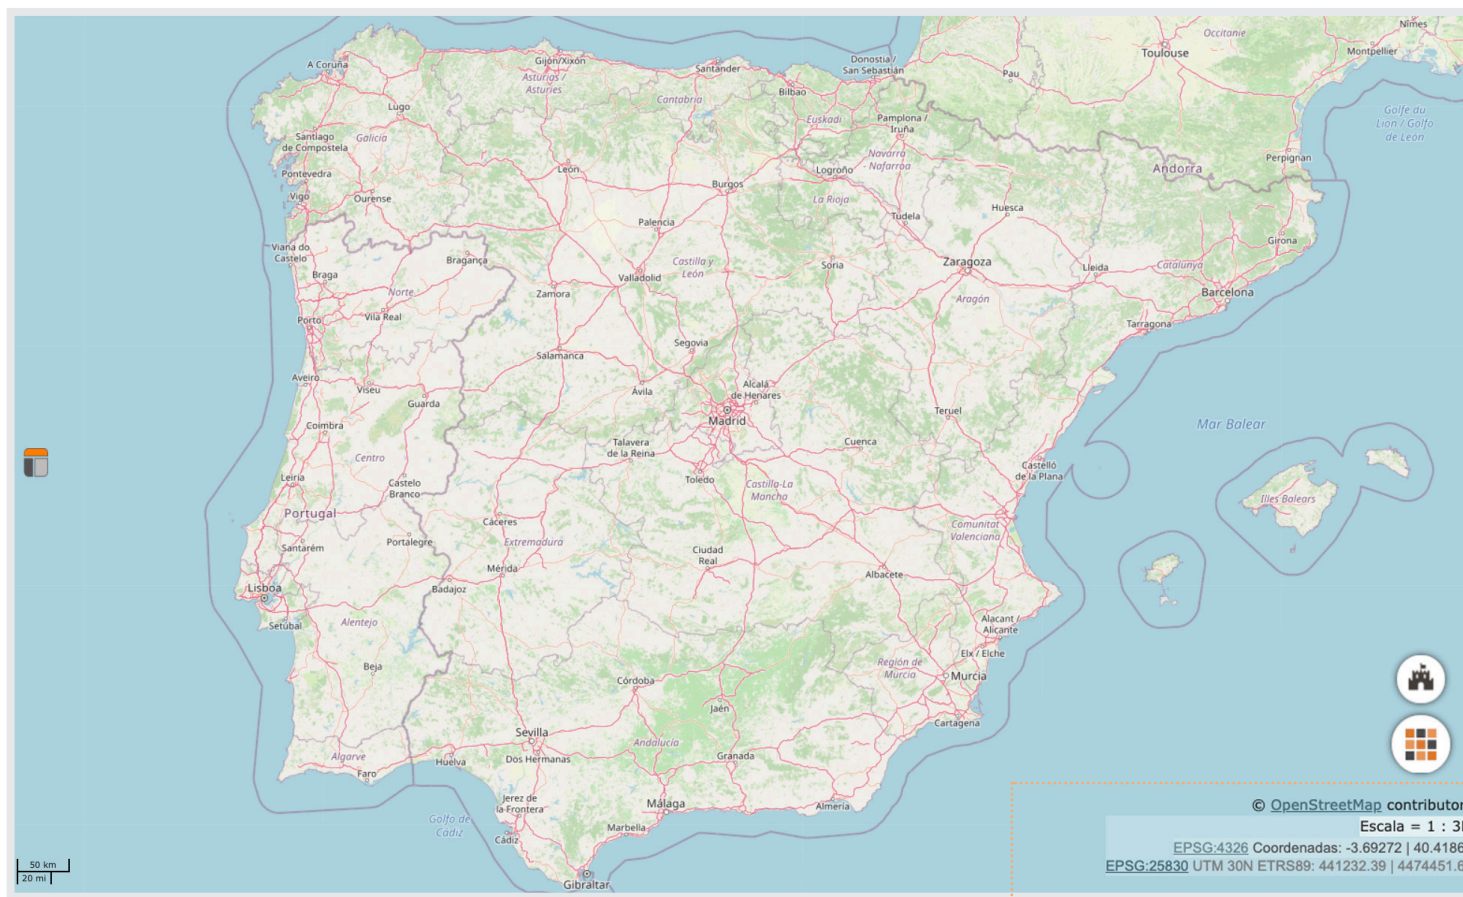 Nîmes
Occitanie
Toulouse
Montpellier
A Coruña
Gijón/Xixón
Asturias /
Asturies
Santander
Donostia /
San Sebastián
Pau
Cantabria
Bilbao
Lugo
Euskadi
Pamplona /
Iruña
Golfe du
Lion / Golfo
de León
Santiago
de Compostela
Galicia
León
Logroño
Navarra
- Nafarroa
Andorra
Perpignan
Pontevedra
Vigo
Ourense
Burgos
La Rioja
Palencia
Tudela
Huesca
Viana do
Castelo
Bragança
Braga
Norte
Valladolid
Castilla y
León
Soria
Zaragoza
Lleida
Catalunya
Girona
Barcelona
Zamora
Aragón
Porto
Vila Real
Tarragona
Salamanca
Segovia
Aveiro
Viseu
Guarda
Ávila
Alcalá
de Henares
Madrid
Teruel
Coimbra
Mar Balear
Talavera
de la Reina
Cuenca
Centro
Leiria
Castelo
Branco
Toledo
Castilla-La
Mancha
Castelló
de la Plana
Illes Balears
Portugal
Cáceres
Extremadura
Comunitat
Valenciana
Santarém
Portalegre
Ciudad
Real
Mérida
Albacete
Lisboa
Badajoz
Setúbal
Alentejo
Alacant /
Alicante
Elx / Elche
Beja
Región de
Murcia
Murcia
Córdoba
Jaén
Cartagena
Sevilla
Andalucía
Granada
Algarve
Faro
Huelva
Dos Hermanas
Jerez de
la Frontera
Málaga
Almería
Golfo de
Cádiz
Cádiz
Marbella
Gibraltar
50 km
20 mi
© OpenStreetMap contributor
Escala = 1 : 3
EPSG:4326 Coordenadas: -3.69272 | 40.4186
EPSG:25830 UTM 30N ETRS89: 441232.39 | 4474451.6